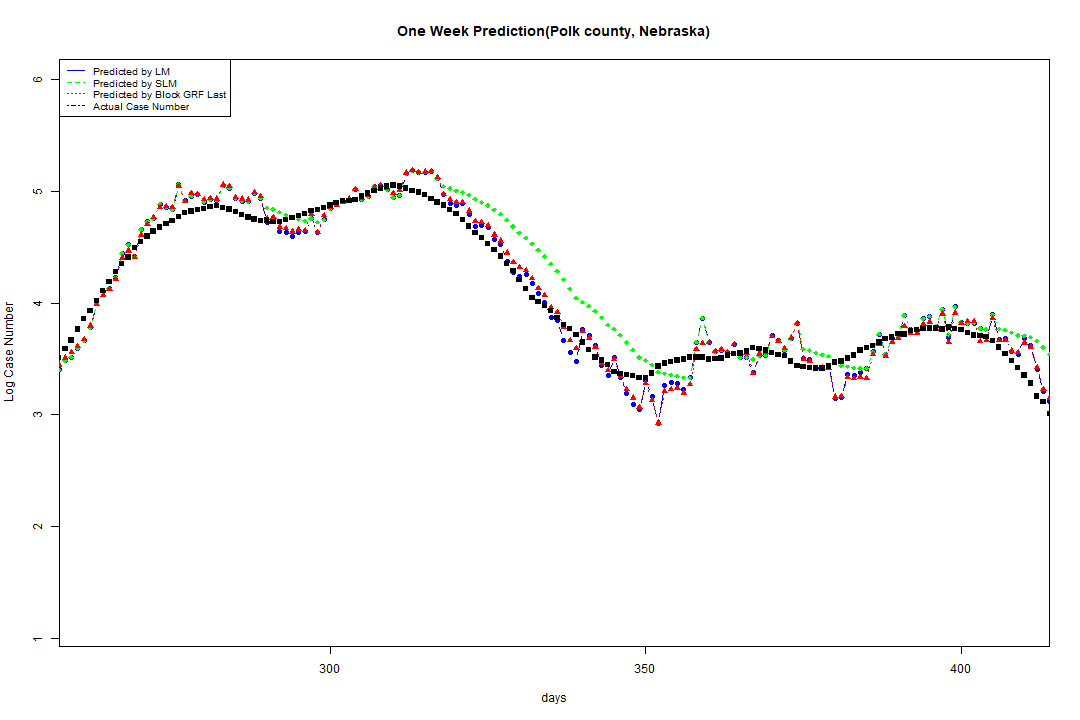 One Week Prediction(Polk county, Nebraska)
Predicted by LM
Predicted by SLM
Predicted by Block GRF Last
Actual Case Number
6
5
4
3
2
1
Log Case Number
300 350 400
days